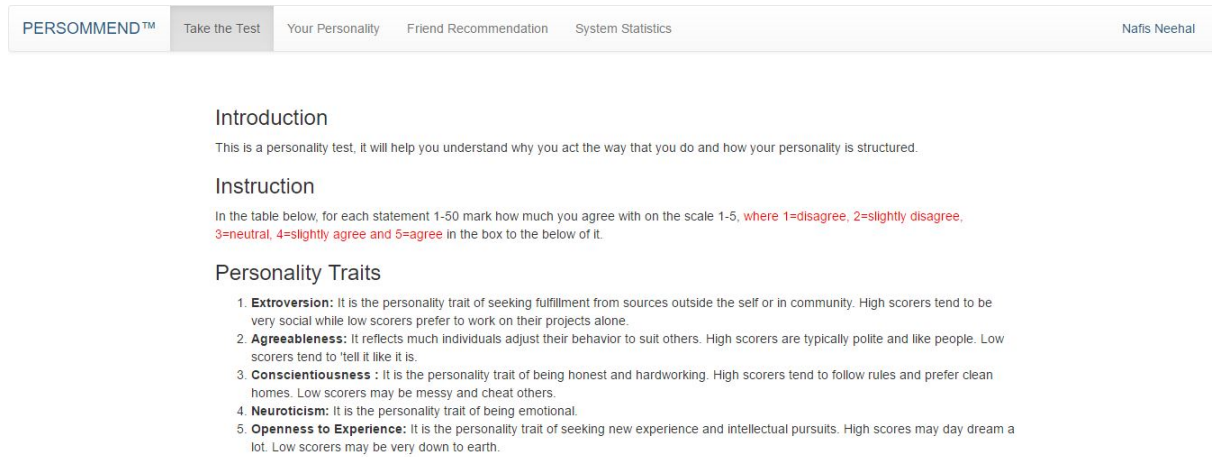 PERSOMMEND™ Take the Test Your Personality Friend Recommendation System Statistics Nafis Neehal
Introduction
This is a personality test, it will help you understand why you act the way that you do and how your personality is structured.
Instruction
In the table below, for each statement 1-50 mark how much you agree with on the scale 1-5, where 1=disagree, 2=slightly disagree,
3=neutral, 4=slightly agree and 5=agree in the box to the below of it.
Personality Traits
1. Extroversion: It is the personality trait of seeking fulfillment from sources outside the self or in community. High scorers tend to be
very social while low scorers prefer to work on their projects alone.
2. Agreeableness: It reflects much individuals adjust their behavior to suit others. High scorers are typically polite and like people. Low
scorers tend to 'tell it like it is.
3. Conscientiousness : It is the personality trait of being honest and hardworking. High scorers tend to follow rules and prefer clean
homes. Low scorers may be messy and cheat others.
4. Neuroticism: It is the personality trait of being emotional.
5. Openness to Experience: It is the personality trait of seeking new experience and intellectual pursuits. High scores may day dream a
lot. Low scorers may be very down to earth.